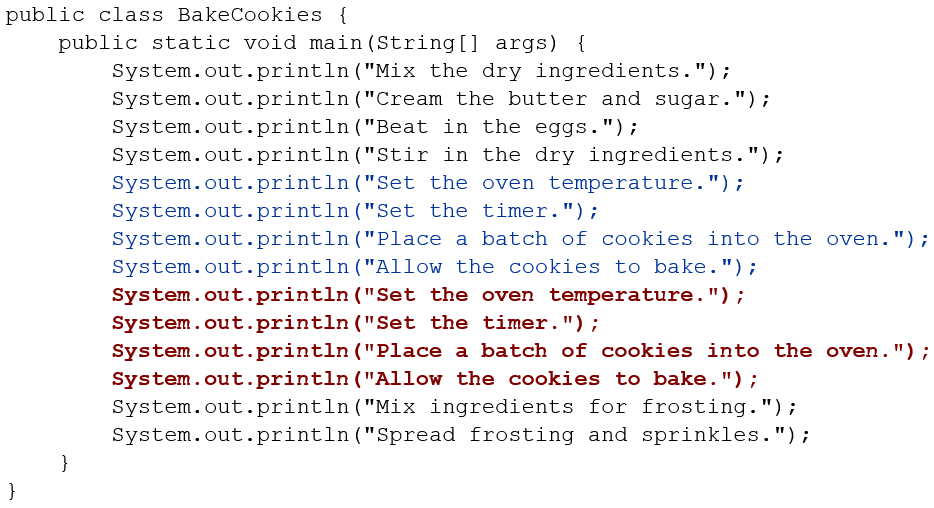 public class BakeCookies {
    public static void main(String[] args) {
        System.out.println("Mix the dry ingredients.");
        System.out.println("Cream the butter and sugar.");
        System.out.println("Beat in the eggs.");
        System.out.println("Stir in the dry ingredients.");
        System.out.println("Set the oven temperature.");
        System.out.println("Set the timer.");
        System.out.println("Place a batch of cookies into the oven.");
        System.out.println("Allow the cookies to bake.");
        System.out.println("Set the oven temperature.");
        System.out.println("Set the timer.");
        System.out.println("Place a batch of cookies into the oven.");
        System.out.println("Allow the cookies to bake.");
        System.out.println("Mix ingredients for frosting.");
        System.out.println("Spread frosting and sprinkles.");
    }
}